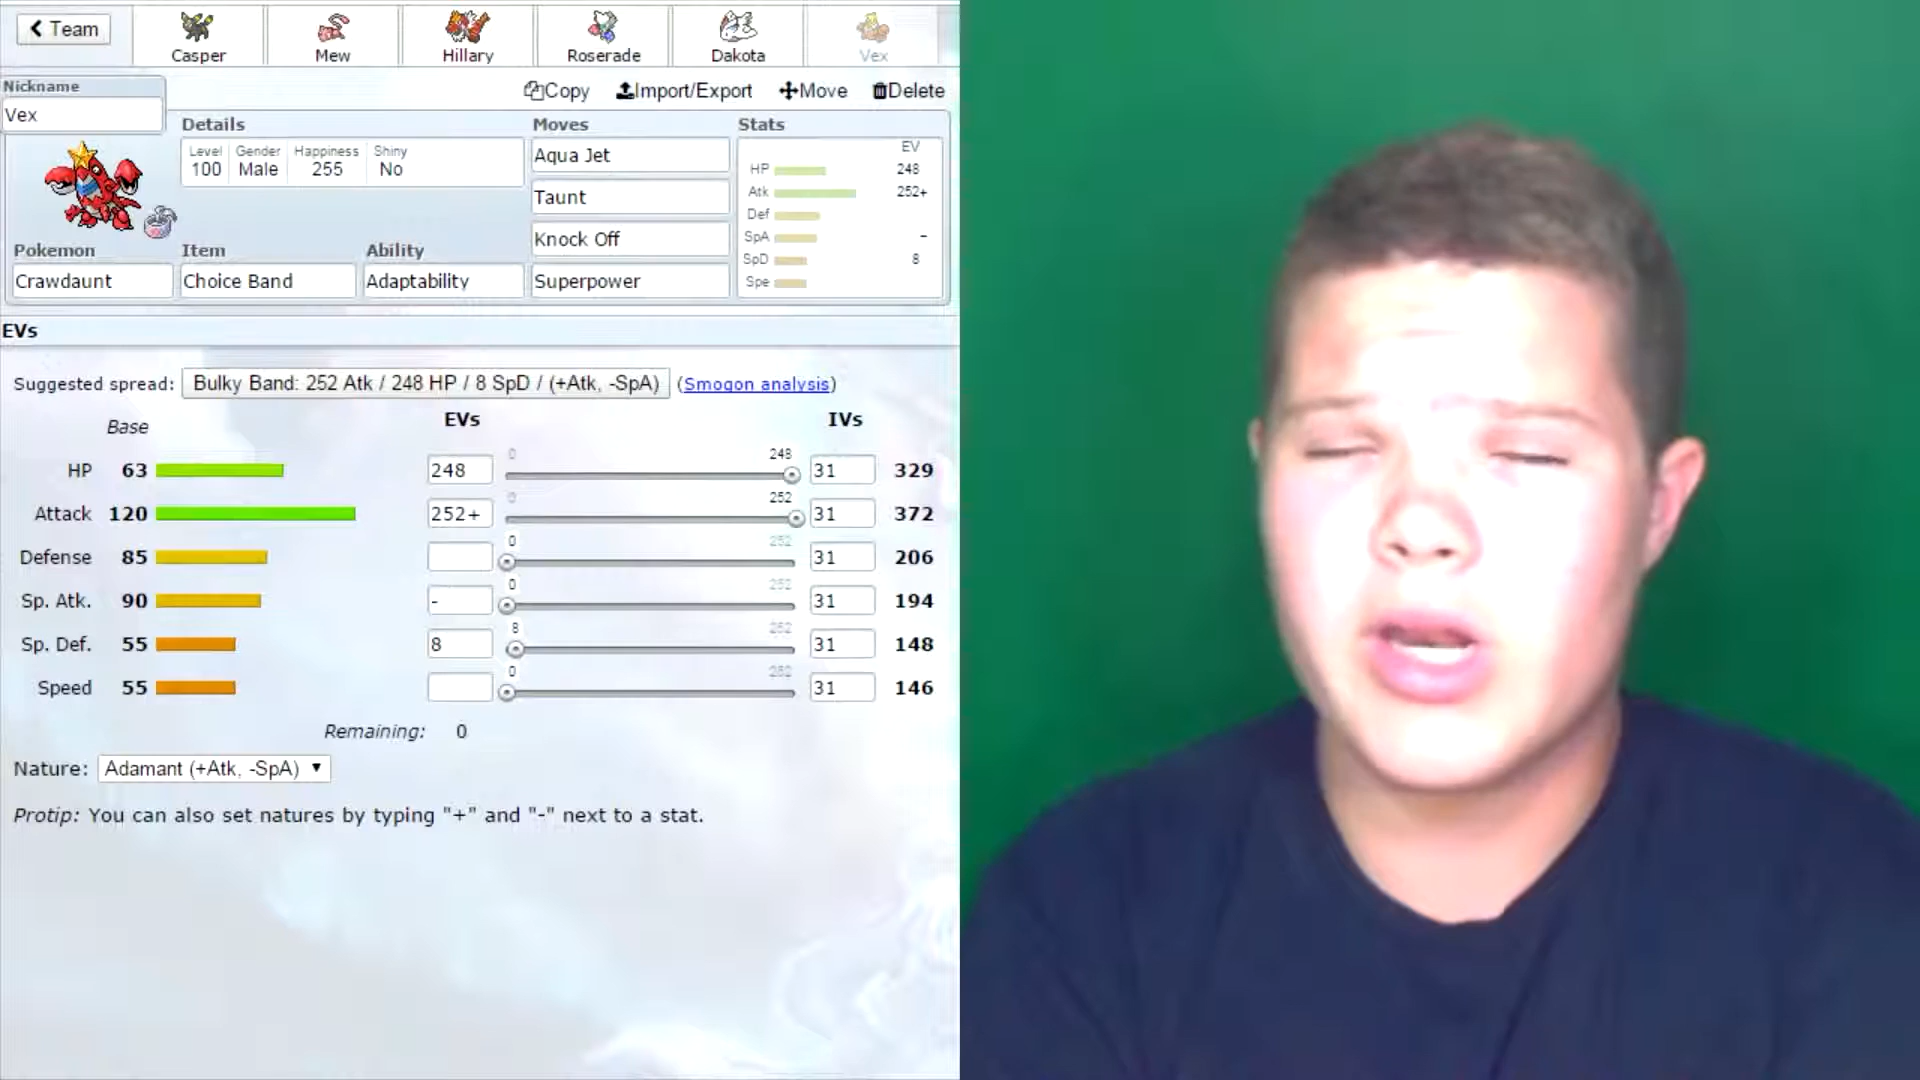 Team
Casper
Mew
Hillary
Roserade
Dakota
Vex
Nickname
Vex
Copy
Import/Export
Move
Delete
Details
Level Gender Happiness Shiny
100 Male 255 No
Pokemon
Crawdaunt
Item
Choice Band
Ability
Adaptability
Moves
Aqua Jet
Taunt
Knock Off
Superpower
Stats
EV
HP 248
Atk 252+
Def
SpA -
SpD 8
Spe
EVs
Suggested spread: Bulky Band: 252 Atk / 248 HP / 8 SpD / (+Atk, -SpA) (Smogon analysis)
Base EVs IVs
0 248
HP 63 248 31 329
0 252
Attack 120 252+ 31 372
0 252
Defense 85 31 206
0 252
Sp. Atk. 90 - 31 194
8 252
Sp. Def. 55 8 31 148
0 252
Speed 55 31 146
Remaining: 0
Nature: Adamant (+Atk, -SpA)
Protip: You can also set natures by typing "+" and "-" next to a stat.